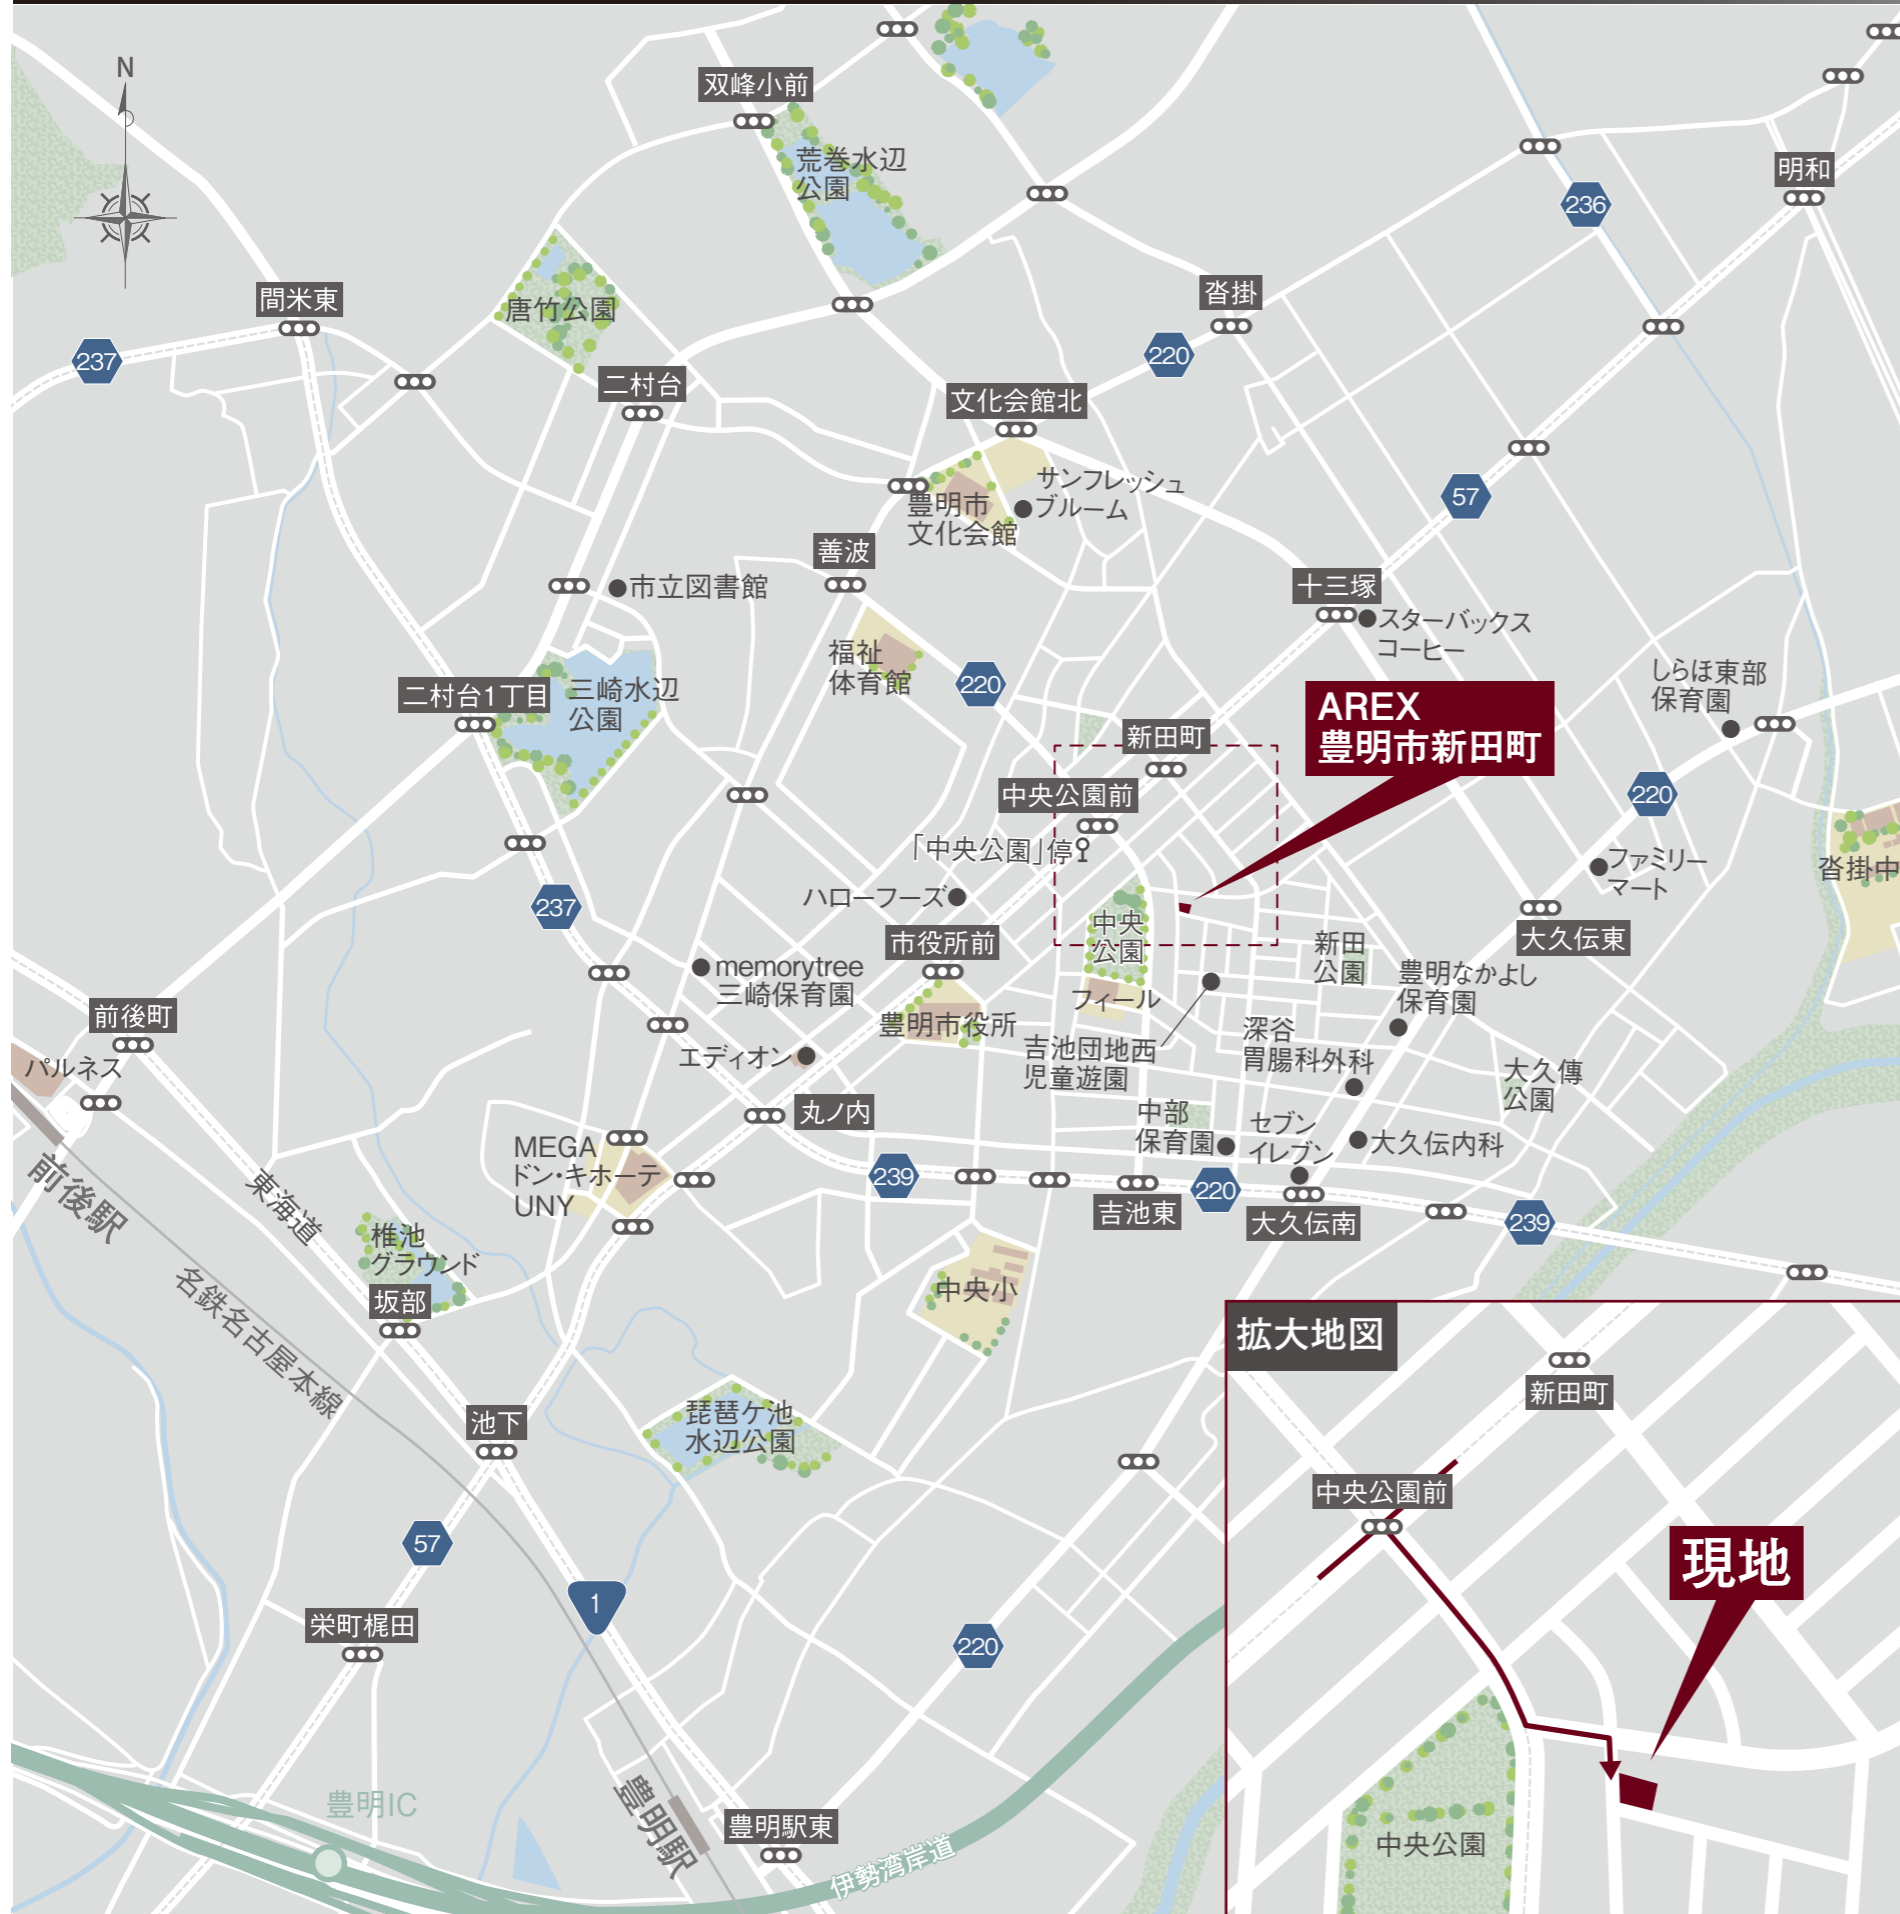 N
双峰小前
荒巻水辺
公園
明和
236
間米東
唐竹公園
沓掛
237
220
二村台
文化会館北
サンフレッシュ
ブルーム
豊明市
文化会館
57
善波
市立図書館
十三塚
スターバックス
コーヒー
福祉
体育館
220
しらほ東部
保育園
二村台1丁目
三崎水辺
公園
AREX
豊明市新田町
新田町
中央公園前
220
「中央公園」停
ファミリー
マート
沓掛中
ハローフーズ
237
中央
公園
市役所前
大久伝東
新田
公園
memorytree
三崎保育園
豊明なかよし
保育園
フィール
前後町
豊明市役所
深谷
胃腸科外科
エディオン
吉池団地西
児童遊園
パルネス
大久傳
公園
丸ノ内
中部
保育園
セブン
イレブン
大久伝内科
MEGA
ドン・キホーテ
UNY
239
吉池東
220
大久伝南
239
前後駅
東海道
椎池
グラウンド
名鉄名古屋本線
坂部
中央小
拡大地図
新田町
池下
琵琶ケ池
水辺公園
中央公園前
57
現地
1
栄町梶田
220
豊明IC
豊明駅
豊明駅東
伊勢湾岸道
中央公園